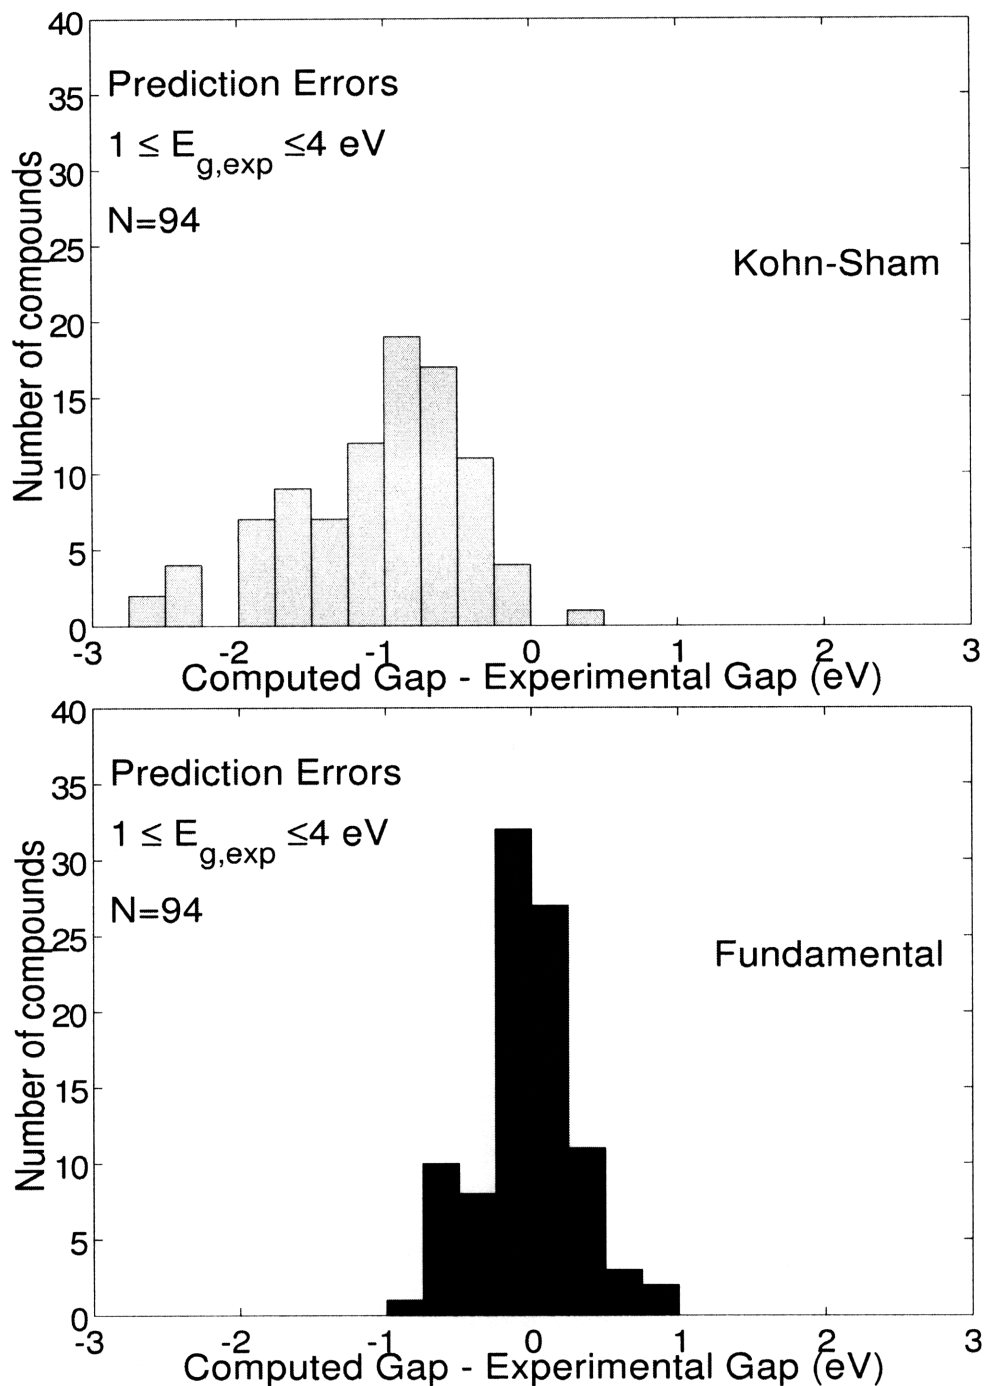 40
35
30
25
20
15
10
5
0
Number of compounds
Prediction Errors
1 ≤ E_g,exp ≤4 eV
N=94
Kohn-Sham
-3 -2 -1 0 1 2 3
Computed Gap - Experimental Gap (eV)
40
35
30
25
20
15
10
5
0
Number of compounds
Prediction Errors
1 ≤ E_g,exp ≤4 eV
N=94
Fundamental
-3 -2 -1 0 1 2 3
Computed Gap - Experimental Gap (eV)